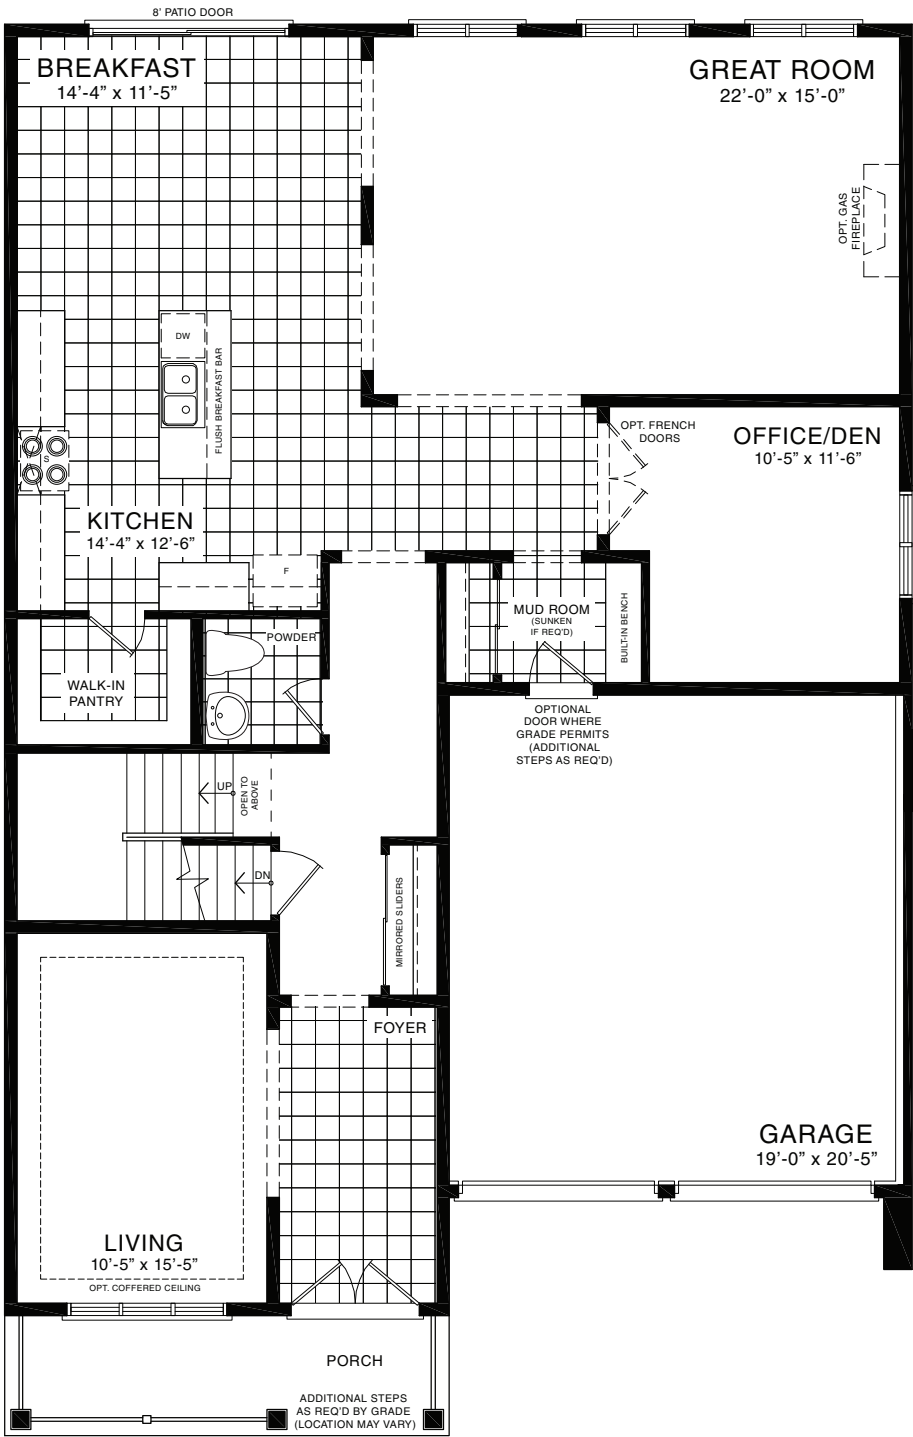 8' PATIO DOOR
BREAKFAST
14'-4” x 11'-5”
GREAT ROOM
22'-0” x 15'-0”
OPT. GAS
FIREPLACE
DW
FLUSH BREAKFAST BAR
S
OPT. FRENCH
DOORS
OFFICE/DEN
10'-5” x 11'-6”
KITCHEN
14'-4” x 12'-6”
F
MUD ROOM
(SUNKEN
IF REQ'D)
BUILT-IN BENCH
POWDER
WALK-IN
PANTRY
OPTIONAL
DOOR WHERE
GRADE PERMITS
(ADDITIONAL
STEPS AS REQ'D)
UP
OPEN TO
ABOVE
DN
MIRRORED SLIDERS
FOYER
GARAGE
19'-0” x 20'-5”
LIVING
10'-5” x 15'-5”
OPT. COFFERED CEILING
PORCH
ADDITIONAL STEPS
AS REQ'D BY GRADE
(LOCATION MAY VARY)